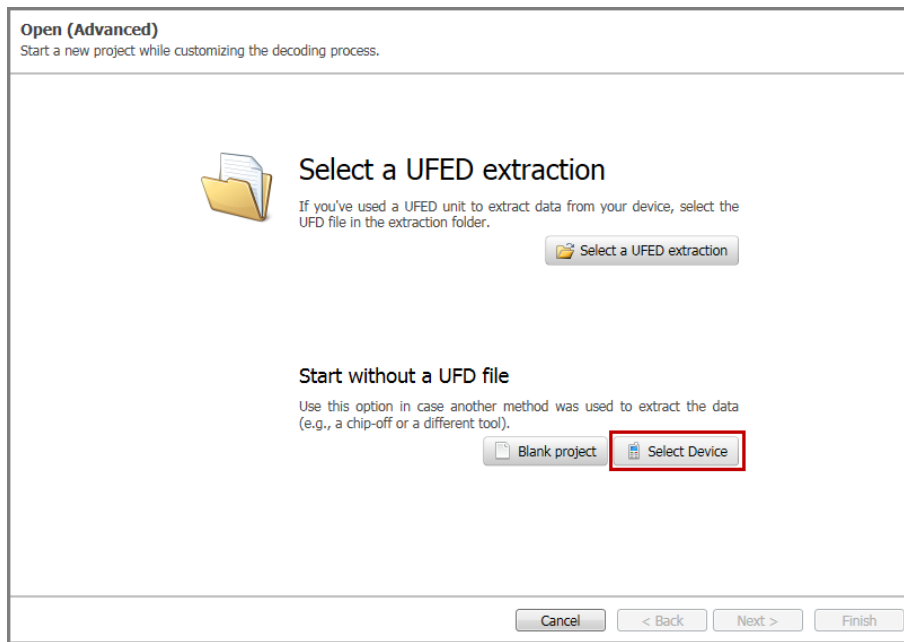 Open (Advanced)
Start a new project while customizing the decoding process.
Select a UFED extraction
If you've used a UFED unit to extract data from your device, select the
UFD file in the extraction folder.
Select a UFED extraction
Start without a UFD file
Use this option in case another method was used to extract the data
(e.g., a chip-off or a different tool).
Blank project Select Device
Cancel < Back Next > Finish